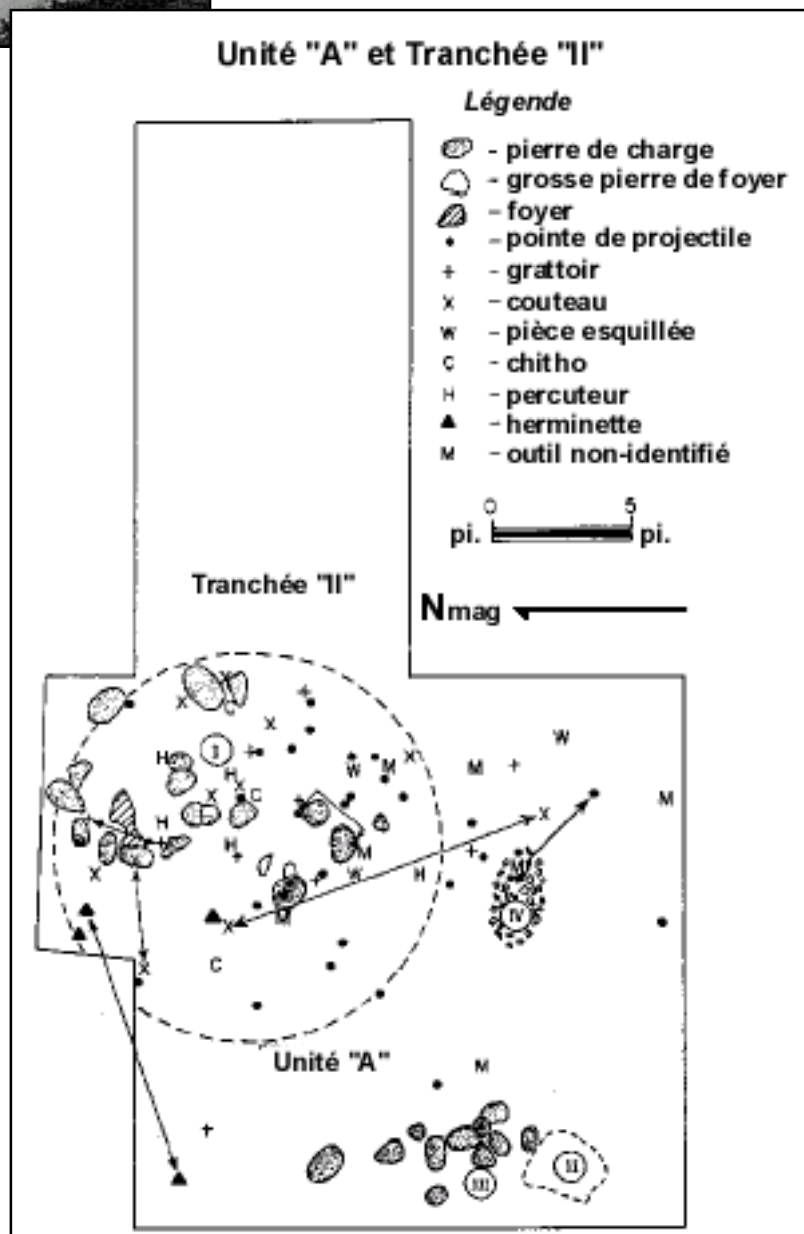 Unité "A" et Tranchée "II"
Légende
- pierre de charge
- grosse pierre de foyer
- foyer
- pointe de projectile
+ - grattoir
X - couteau
W - pièce esquillée
C - chitho
H - percuteur
- herminette
M - outil non-identifié
0 5
pi. pi.
Tranchée "II"
Nmag
X X
C
I X
W
H W M X M
H X
X C M
H
H M
X W H
IV
X
C
X
Unité "A"
M
II
III